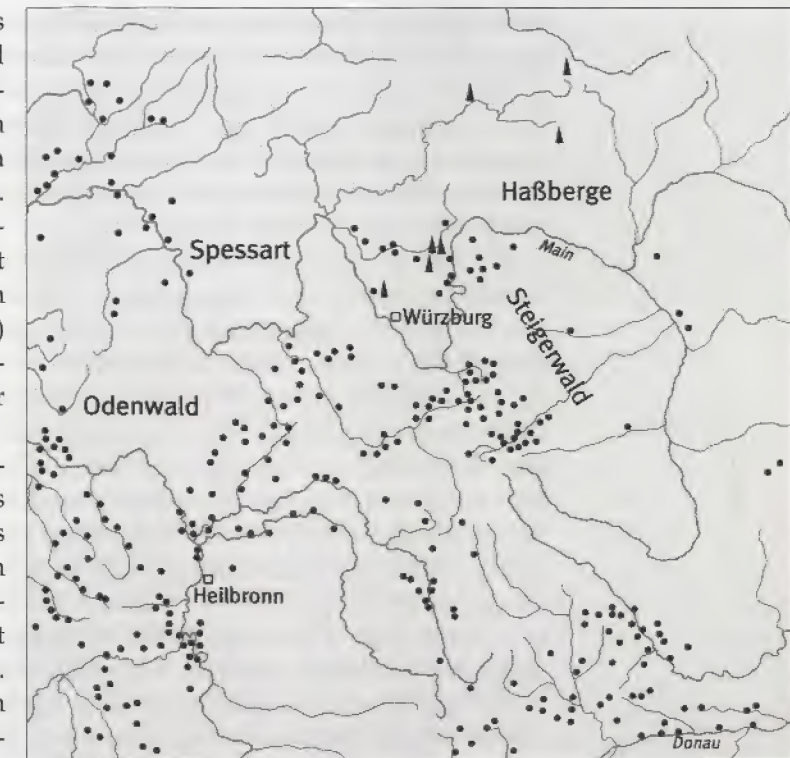 Haßberge
Spessart
Main
Steigerwald
Würzburg
Odenwald
Heilbronn
Donau